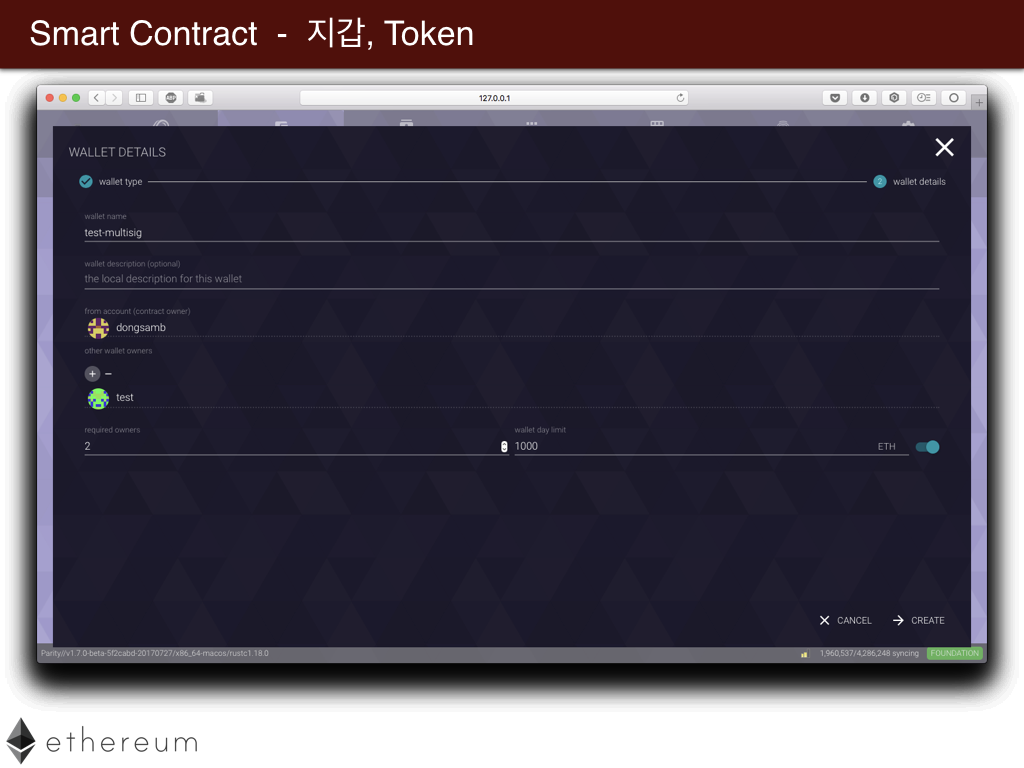 Smart Contract - 지갑, Token
127.0.0.1
WALLET DETAILS
wallet type
2 wallet details
wallet name
test-multisig
wallet description (optional)
the local description for this wallet
from account (contract owner)
dongsamb
other wallet owners
test
required owners
2
wallet day limit
1000 ETH
CANCEL
CREATE
Parity//v1.7.0-beta-5f2cabd-20170727/x86_64-macos/rustc1.18.0
1,960,537/4,286,248 syncing
FOUNDATION
ethereum